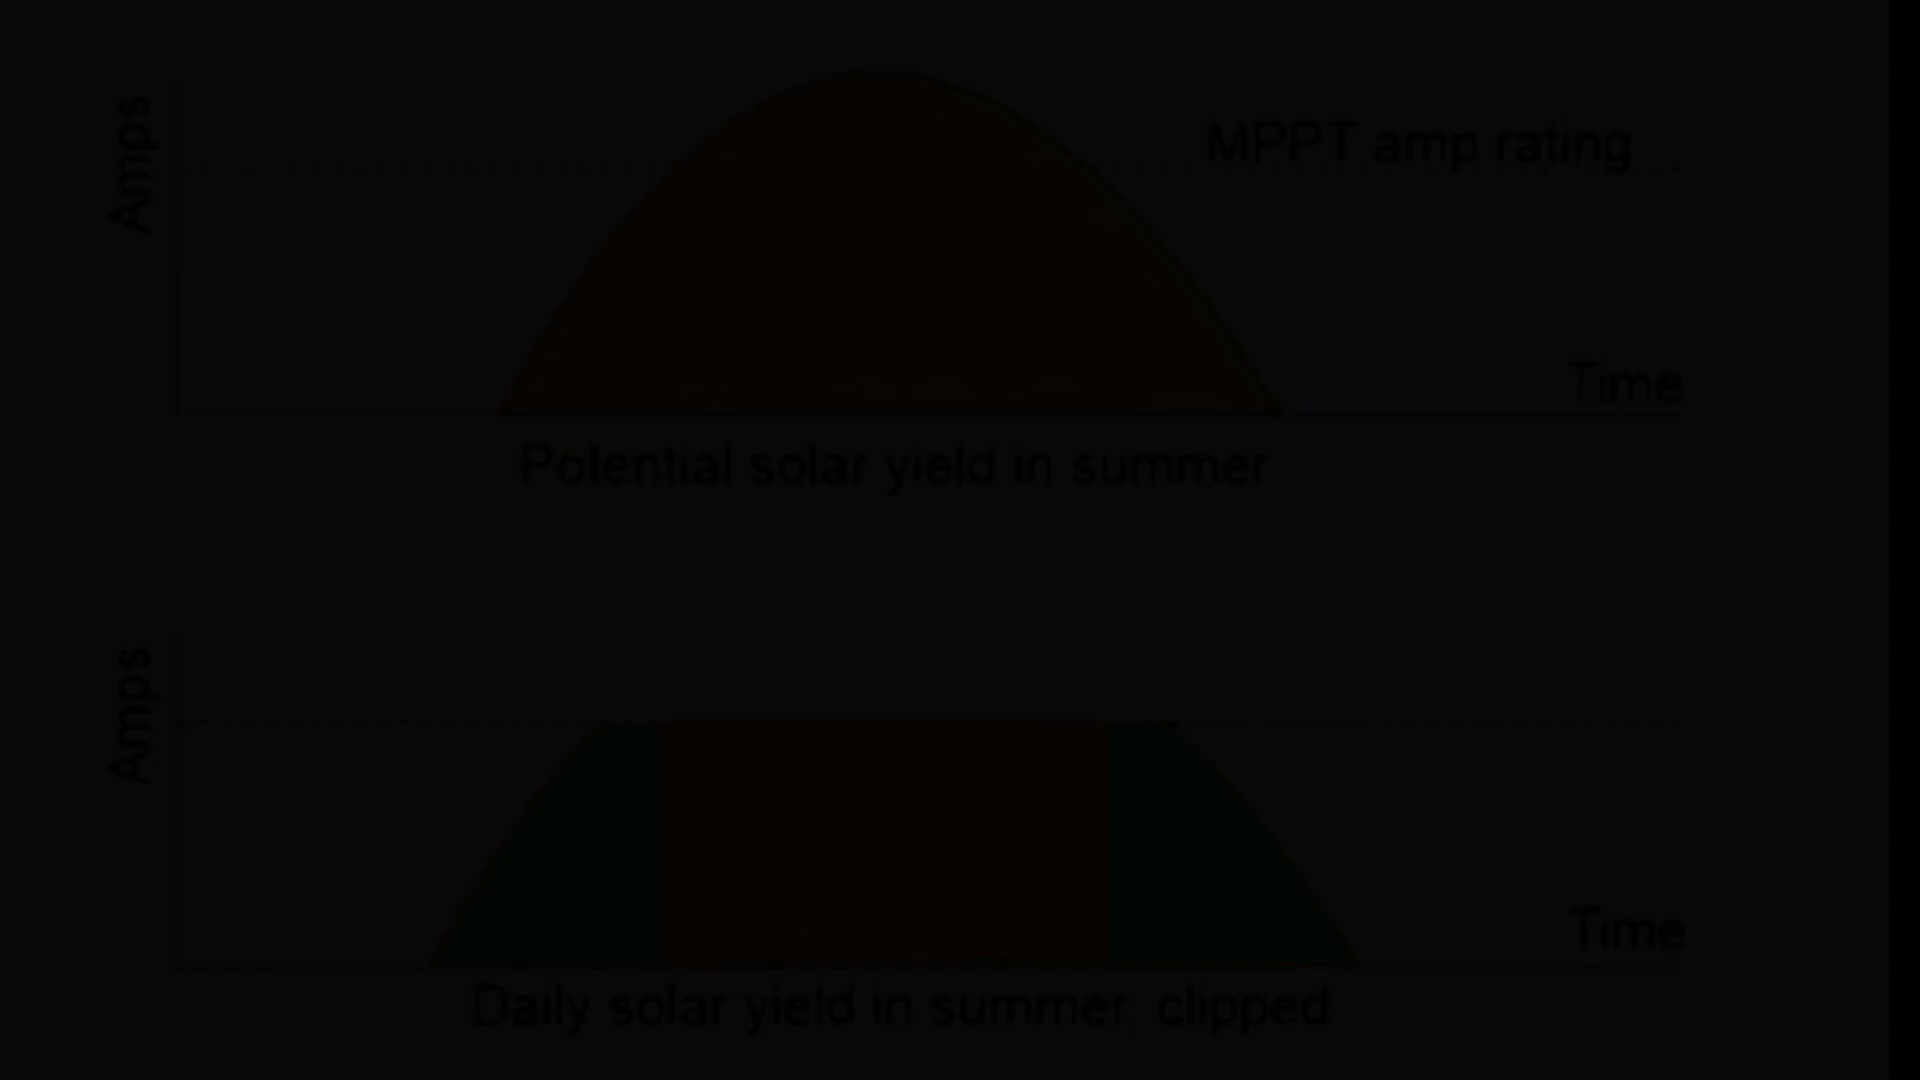 Amps
MPPT amp rating
Time
Potential solar yield in summer
Amps
Time
Daily solar yield in summer, clipped